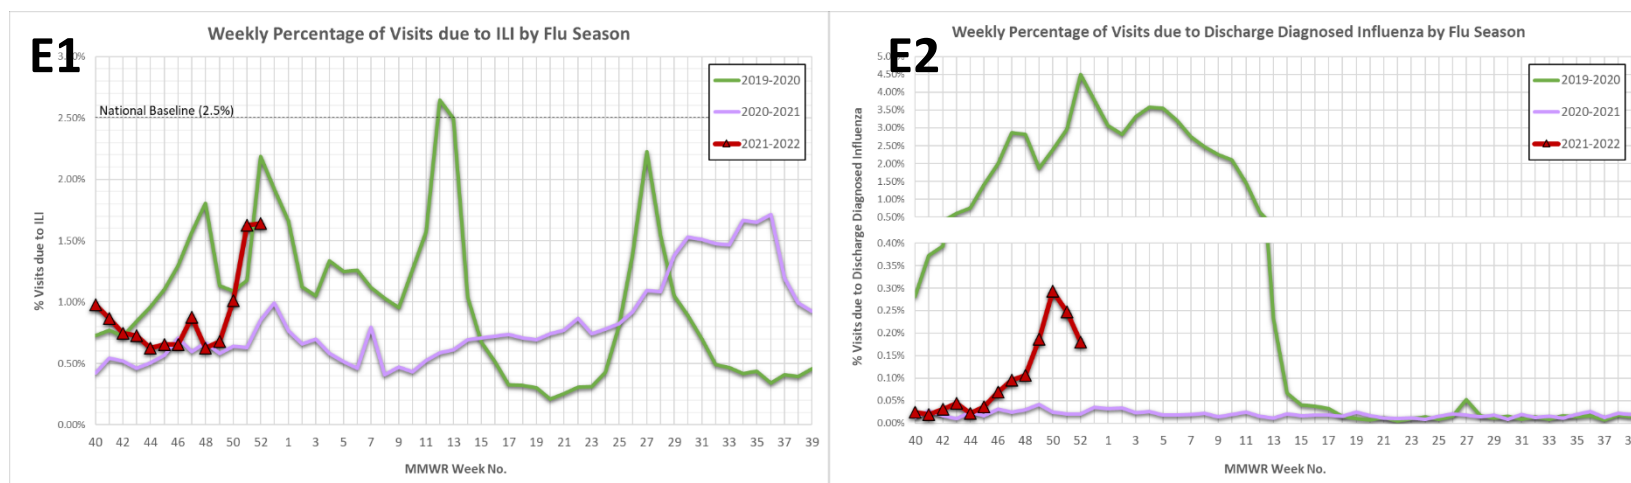 E1
Weekly Percentage of Visits due to ILI by Flu Season
3.00%
2.50%
2.00%
1.50%
1.00%
0.50%
0.00%
% Visits due to ILI
National Baseline (2.5%)
2019-2020
2020-2021
2021-2022
40 42 44 46 48 50 52 1 3 5 7 9 11 13 15 17 19 21 23 25 27 29 31 33 35 37 39
MMWR Week No.
E2
Weekly Percentage of Visits due to Discharge Diagnosed Influenza by Flu Season
5.00%
4.50%
3.50%
3.00%
2.50%
2.00%
1.50%
1.00%
0.50%
0.40%
0.35%
0.30%
0.25%
0.20%
0.15%
0.10%
0.05%
0.00%
% Visits due to Discharge Diagnosed Influenza
2019-2020
2020-2021
2021-2022
40 42 44 46 48 50 52 1 3 5 7 9 11 13 15 17 19 21 23 25 27 29 31 33 35 37
MMWR Week No.